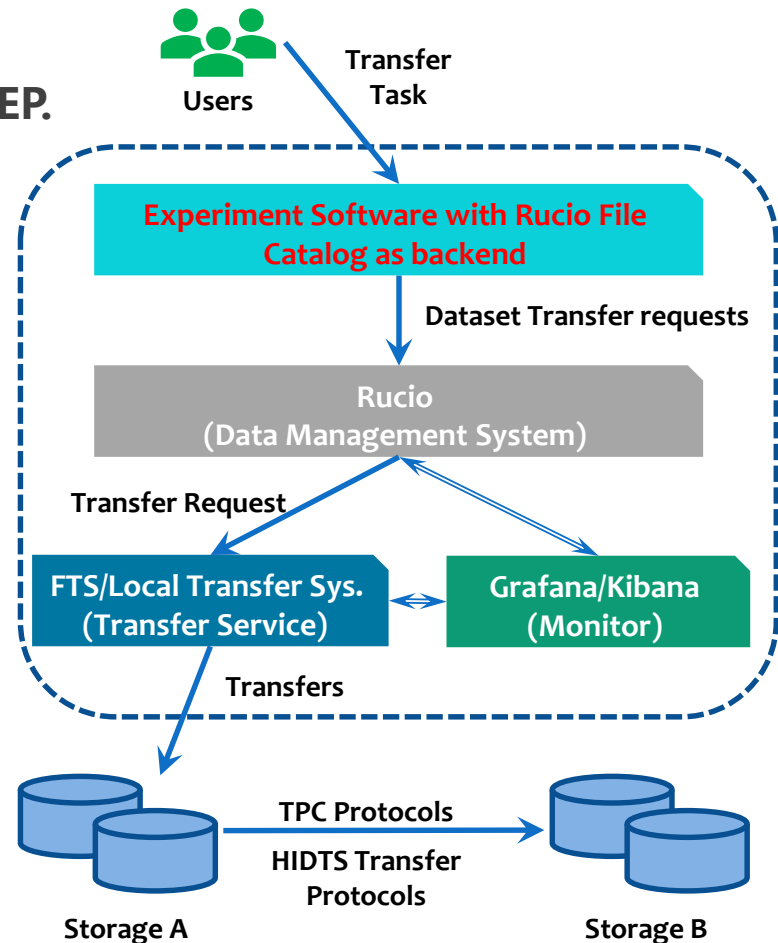 EP.
Users
Transfer
Task
Experiment Software with Rucio File
Catalog as backend
Dataset Transfer requests
Rucio
(Data Management System)
Transfer Request
FTS/Local Transfer Sys.
(Transfer Service)
Grafana/Kibana
(Monitor)
Transfers
TPC Protocols
HIDTS Transfer
Protocols
Storage A
Storage B